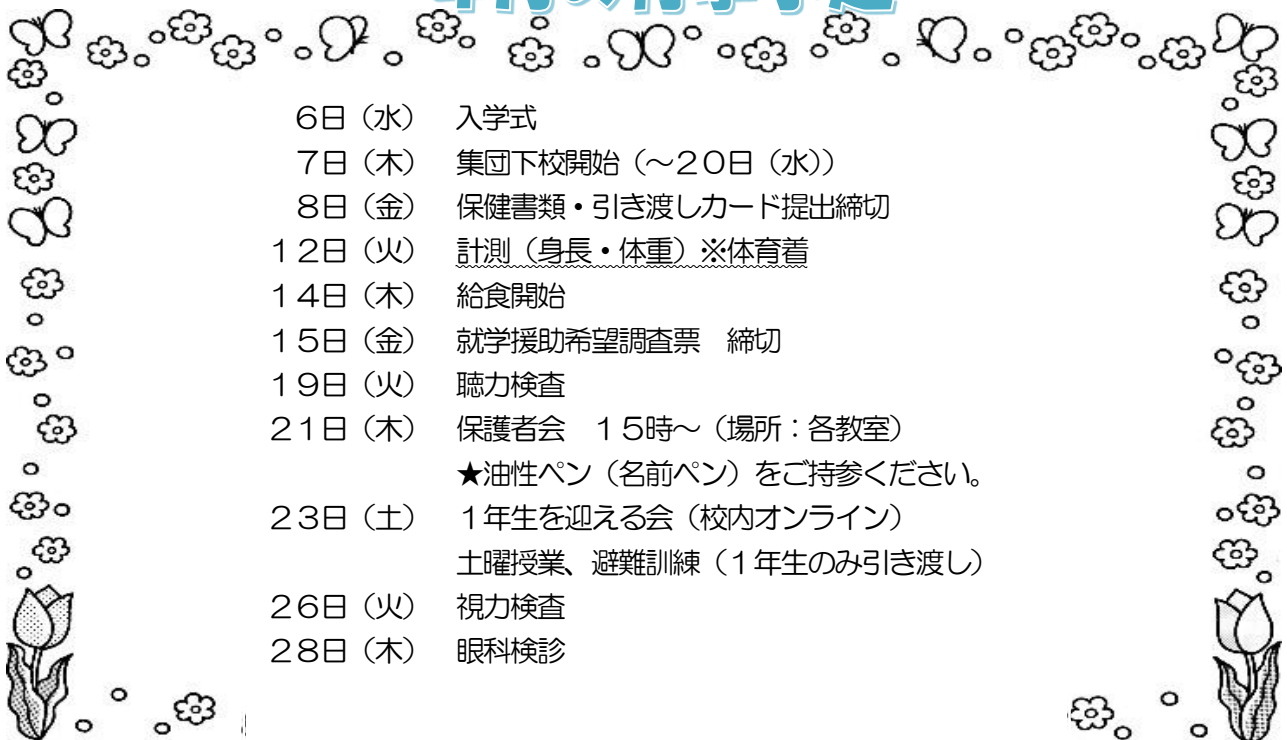 6日（水） 入学式
7日（木） 集団下校開始（～20日（水））
8日（金） 保健書類・引き渡しカード提出締切
12日（火） 計測（身長・体重）※体育着
14日（木） 給食開始
15日（金） 就学援助希望調査票 締切
19日（火） 聴力検査
21日（木） 保護者会 15時～（場所：各教室）
★油性ペン（名前ペン）をご持参ください。
23日（土） 1年生を迎える会（校内オンライン）
土曜授業、避難訓練（1年生のみ引き渡し）
26日（火） 視力検査
28日（木） 眼科検診